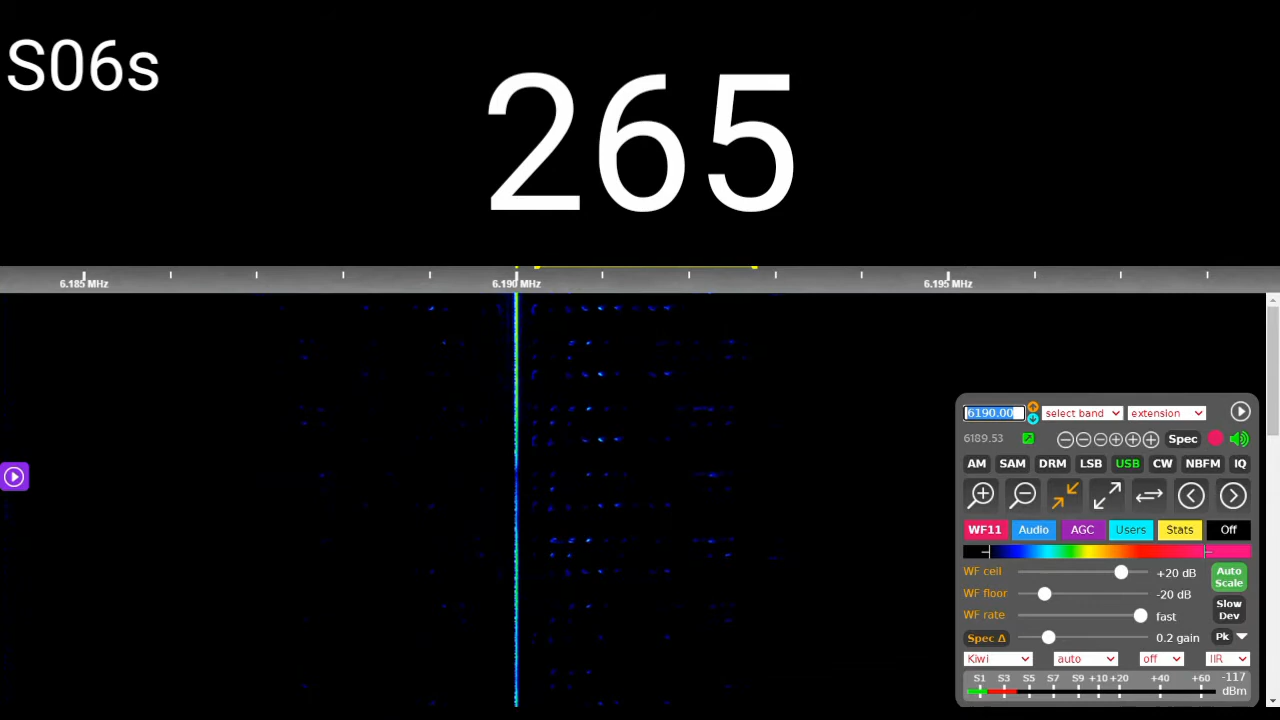 S06s
265
6.185 MHz 6.190 MHz 6.195 MHz
6190.00 select band extension
6189.53 Spec
AM SAM DRM LSB USB CW NBFM IQ
WF11 Audio AGC Users Stats Off
WF ceil +20 dB Auto Scale
WF floor -20 dB
WF rate fast Slow Dev
Spec Δ 0.2 gain Pk
Kiwi auto off IIR
S1 S3 S5 S7 S9 +10 +20 +40 +60 -117 dBm